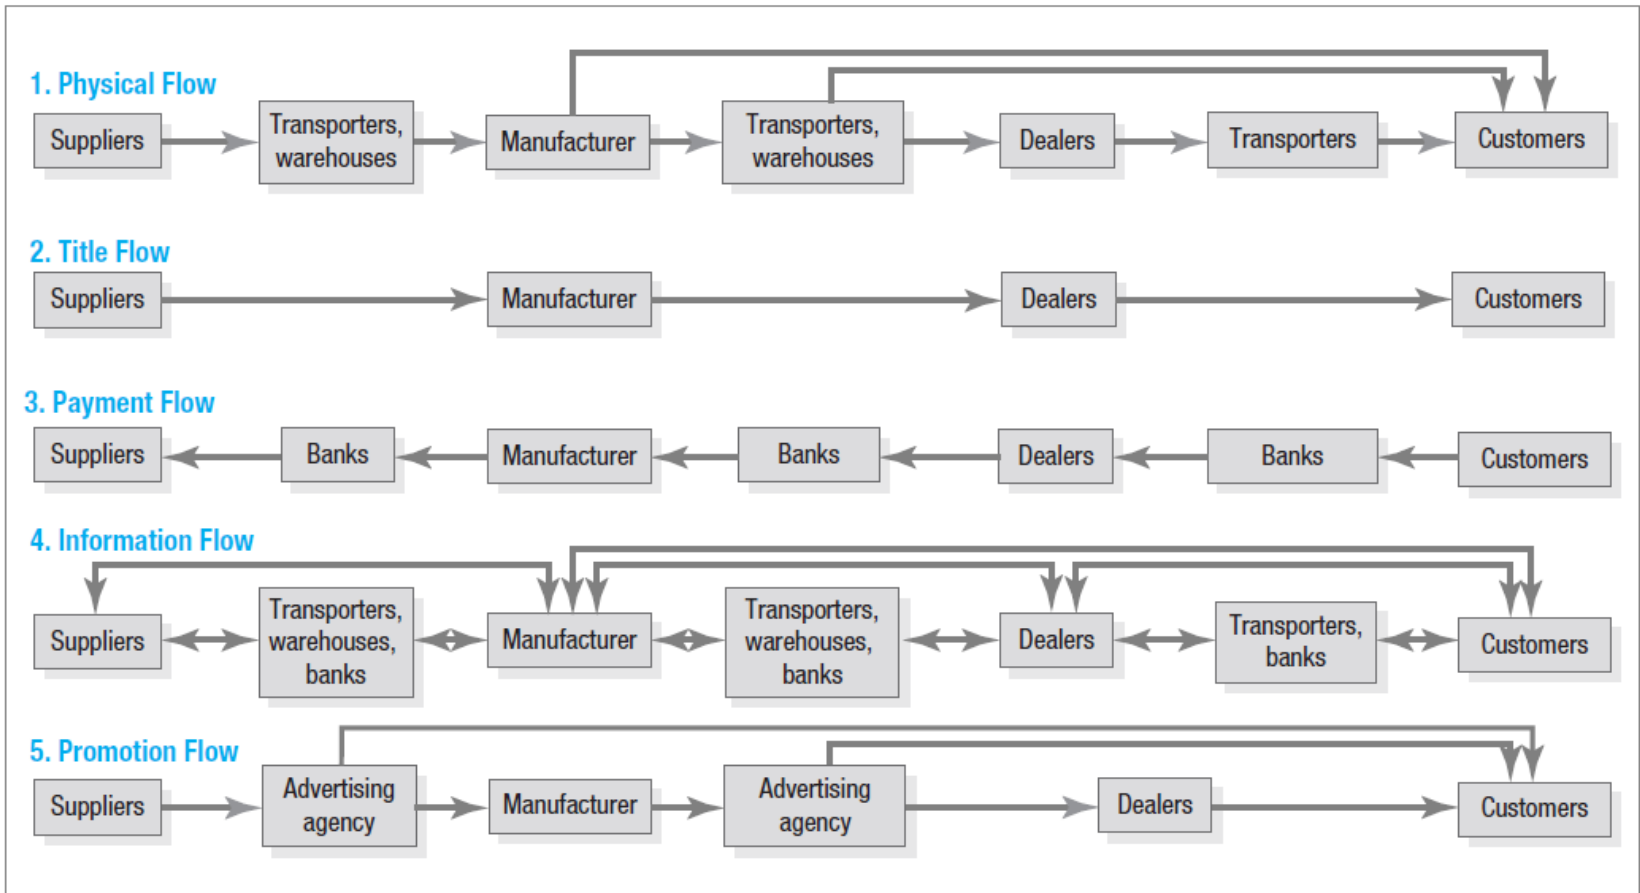 1. Physical Flow
Suppliers
Transporters,
warehouses
Manufacturer
Transporters,
warehouses
Dealers
Transporters
Customers
2. Title Flow
Suppliers
Manufacturer
Dealers
Customers
3. Payment Flow
Suppliers
Banks
Manufacturer
Banks
Dealers
Banks
Customers
4. Information Flow
Suppliers
Transporters,
warehouses,
banks
Manufacturer
Transporters,
warehouses,
banks
Dealers
Transporters,
banks
Customers
5. Promotion Flow
Suppliers
Advertising
agency
Manufacturer
Advertising
agency
Dealers
Customers